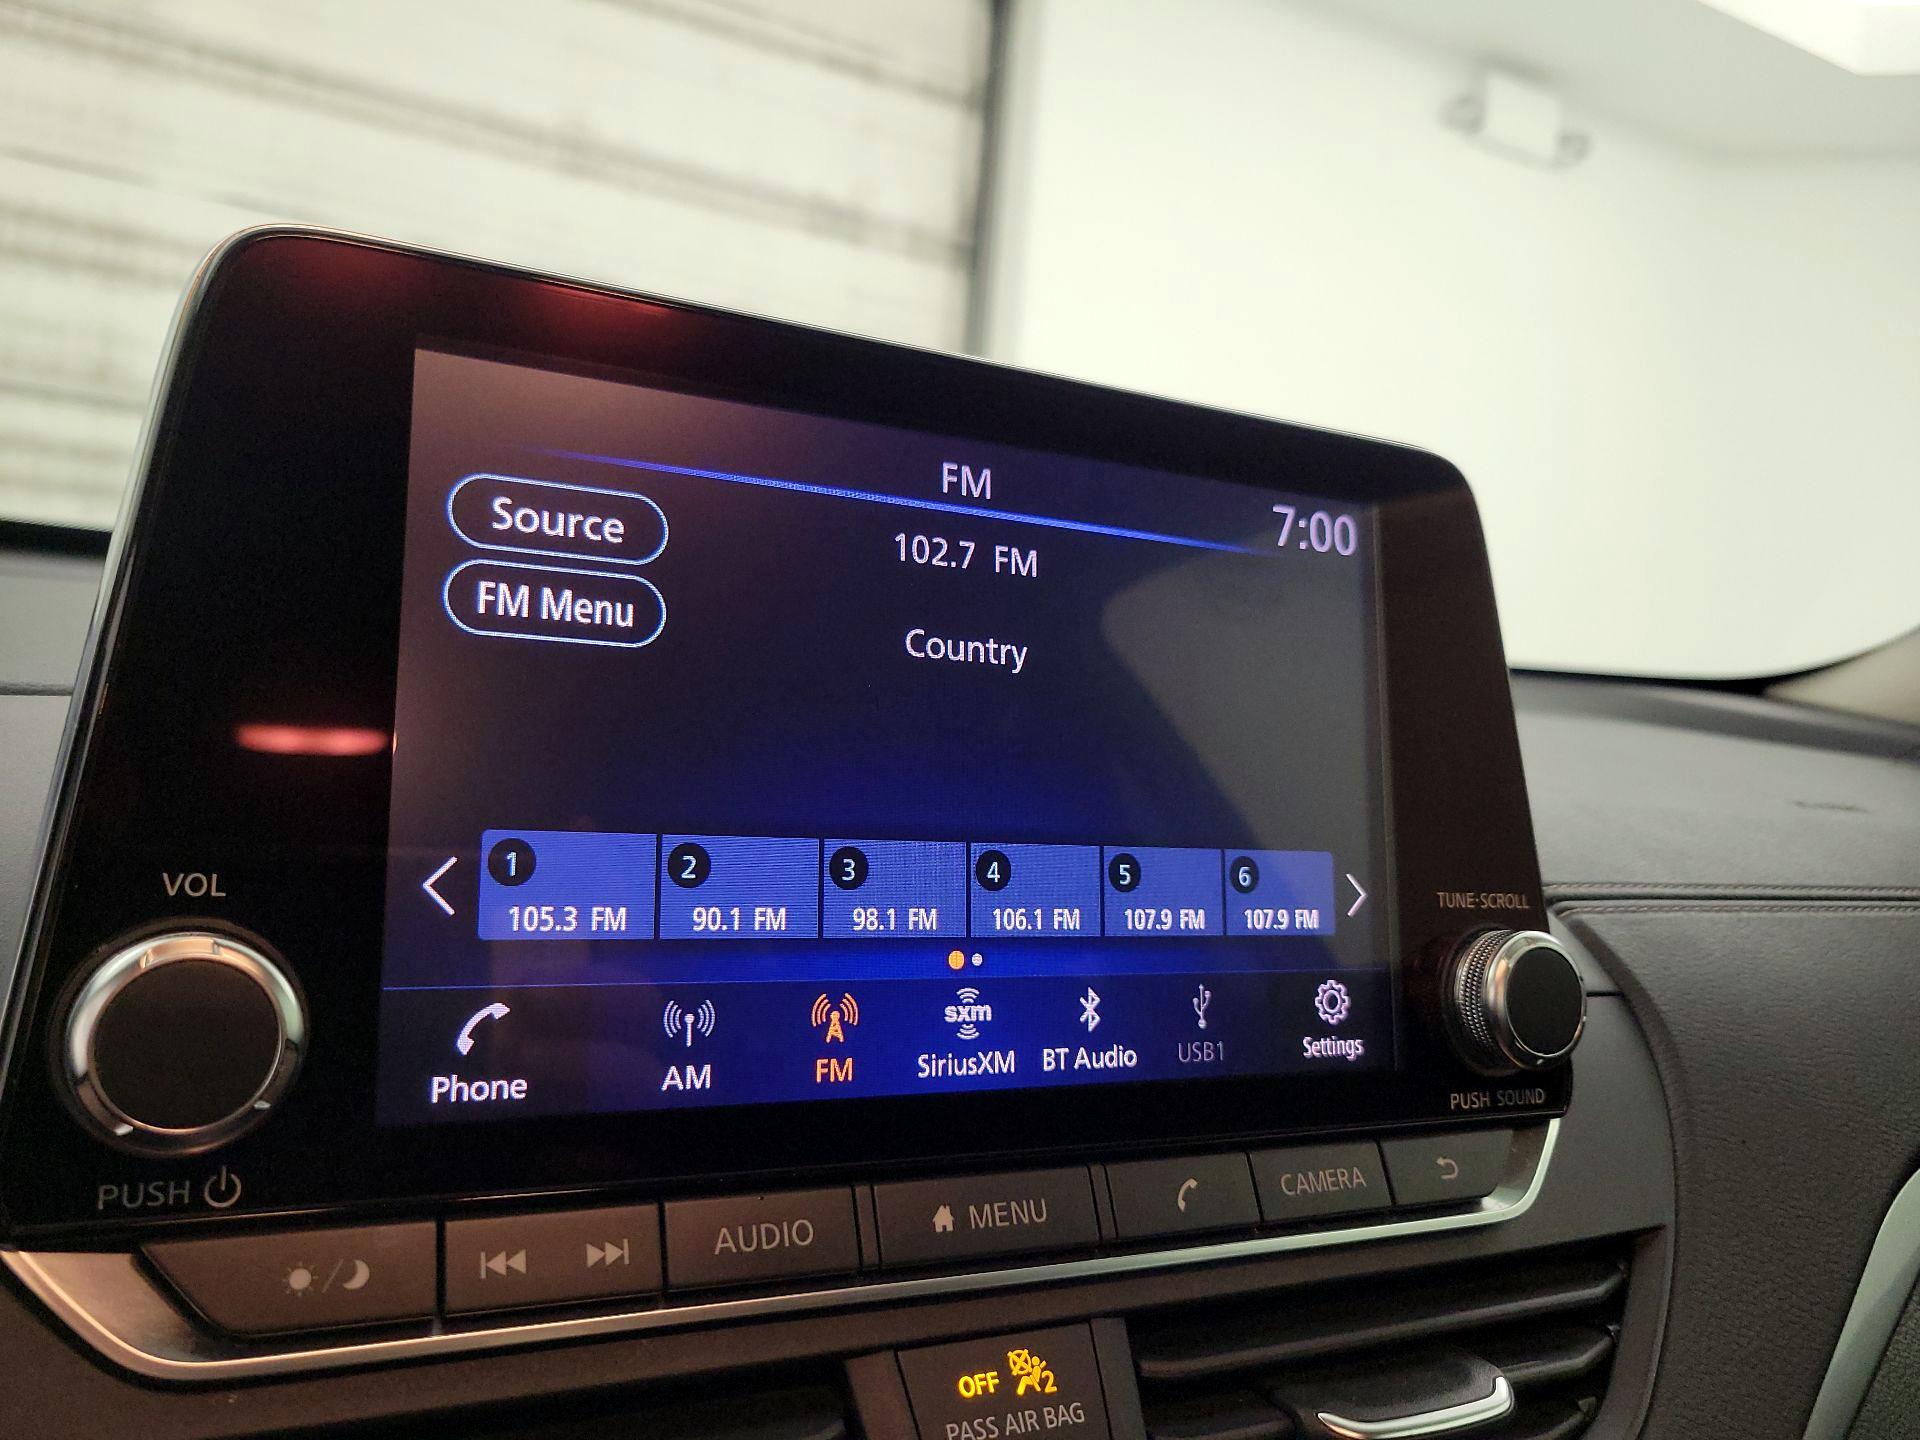 FM
7:00
Source
102.7 FM
FM Menu
Country
1 2 3 4 5 6
105.3 FM 90.1 FM 98.1 FM 106.1 FM 107.9 FM 107.9 FM
VOL
TUNE·SCROLL
sxm
Phone AM FM SiriusXM BT Audio USB1 Settings
PUSH SOUND
PUSH
AUDIO MENU CAMERA
OFF 2
PASS AIR BAG